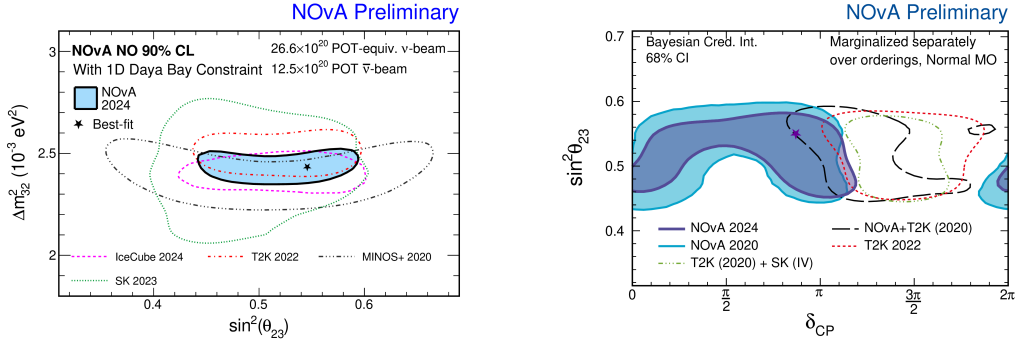 NOvA Preliminary
NOvA NO 90% CL
26.6×10²⁰ POT-equiv. ν-beam
With 1D Daya Bay Constraint
12.5×10²⁰ POT ν̅-beam
NOvA
2024
Best-fit
3
2.5
2
Δm²₃₂ (10⁻³ eV²)
IceCube 2024
T2K 2022
MINOS+ 2020
SK 2023
0.4
0.5
0.6
sin²(θ₂₃)
NOvA Preliminary
Bayesian Cred. Int.
68% CI
Marginalized separately
over orderings, Normal MO
0.7
0.6
0.5
0.4
sin²θ₂₃
NOvA 2024
NOvA+T2K (2020)
NOvA 2020
T2K 2022
T2K (2020) + SK (IV)
0
π/2
π
3π/2
2π
δCP